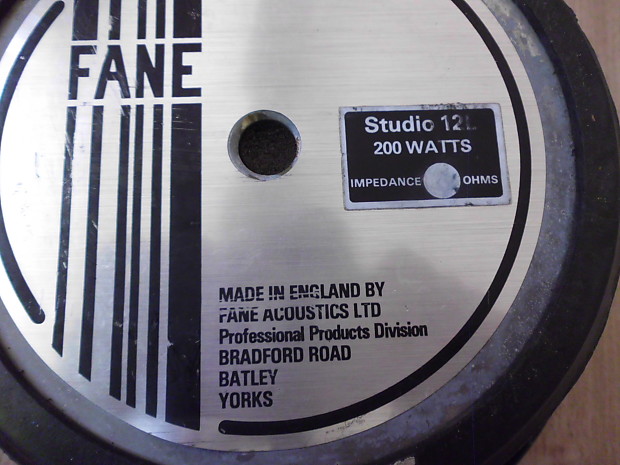 FANE
Studio 12L
200 WATTS
IMPEDANCE OHMS
MADE IN ENGLAND BY
FANE ACOUSTICS LTD
Professional Products Division
BRADFORD ROAD
BATLEY
YORKS